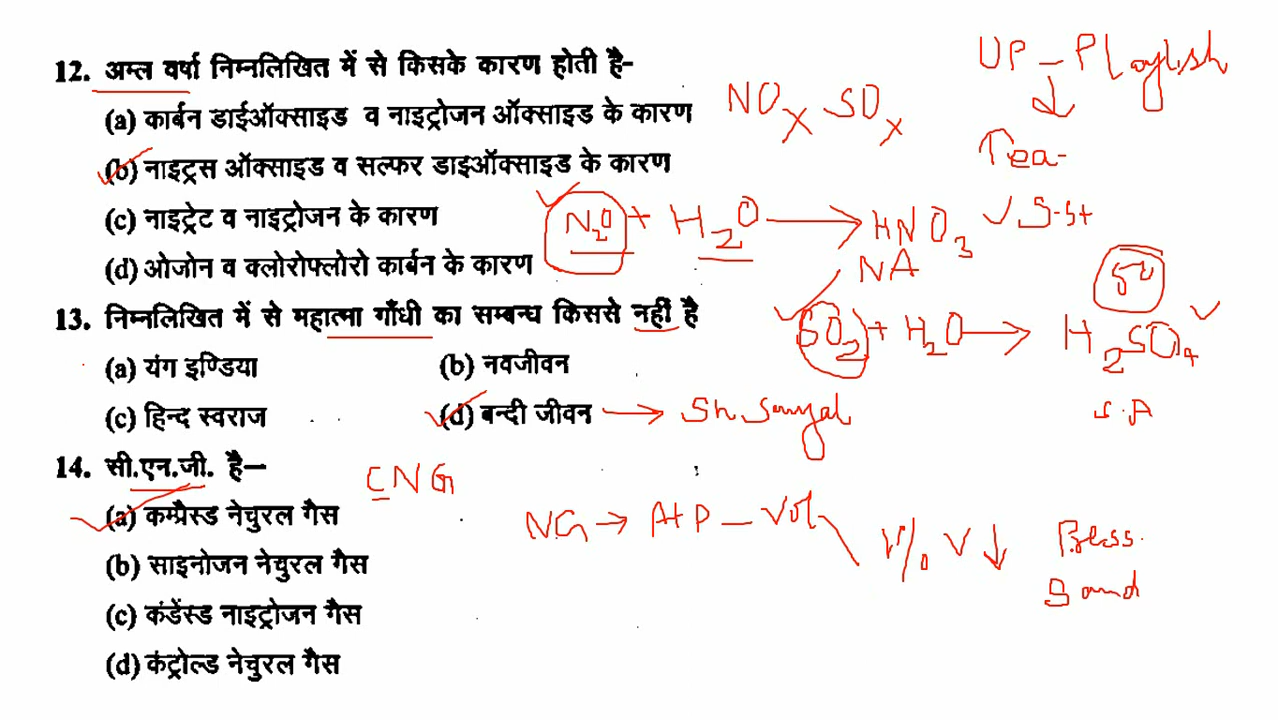 12. अम्ल वर्षा निम्नलिखित में से किसके कारण होती है-
(a) कार्बन डाईऑक्साइड व नाइट्रोजन ऑक्साइड के कारण
(b) नाइट्रस ऑक्साइड व सल्फर डाइऑक्साइड के कारण
(c) नाइट्रेट व नाइट्रोजन के कारण
(d) ओजोन व क्लोरोफ्लोरो कार्बन के कारण
NOx SOx
UP - Playlish
Tea-
N2O + H2O → HNO3 S-st
NA
SO2 + H2O → H2SO4
S.A
13. निम्नलिखित में से महात्मा गाँधी का सम्बन्ध किससे नहीं है
(a) यंग इण्डिया (b) नवजीवन
(c) हिन्द स्वराज (d) बन्दी जीवन → Sh. Sanyal
14. सी.एन.जी. है– CNG
(a) कम्प्रैस्ड नेचुरल गैस
NG → AtP - Vol
V ↓ Press.
(b) साइनोजन नेचुरल गैस
(c) कंडेंस्ड नाइट्रोजन गैस
(d) कंट्रोल्ड नेचुरल गैस